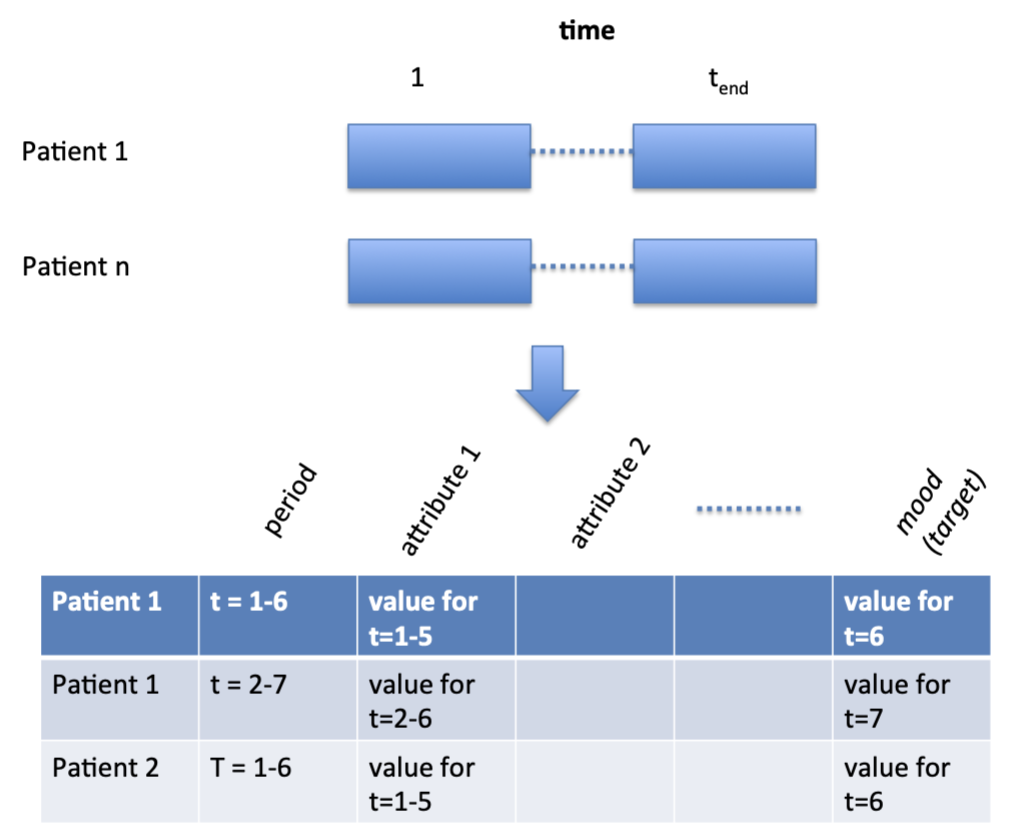 time
1 t_end
Patient 1
Patient n
period attribute 1 attribute 2 mood (target)
Patient 1 t = 1-6 value for t=1-5 value for t=6
Patient 1 t = 2-7 value for t=2-6 value for t=7
Patient 2 T = 1-6 value for t=1-5 value for t=6